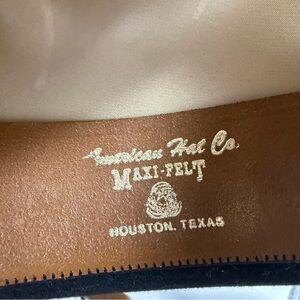 American Hat Co.
MAXI-FELT
HOUSTON, TEXAS